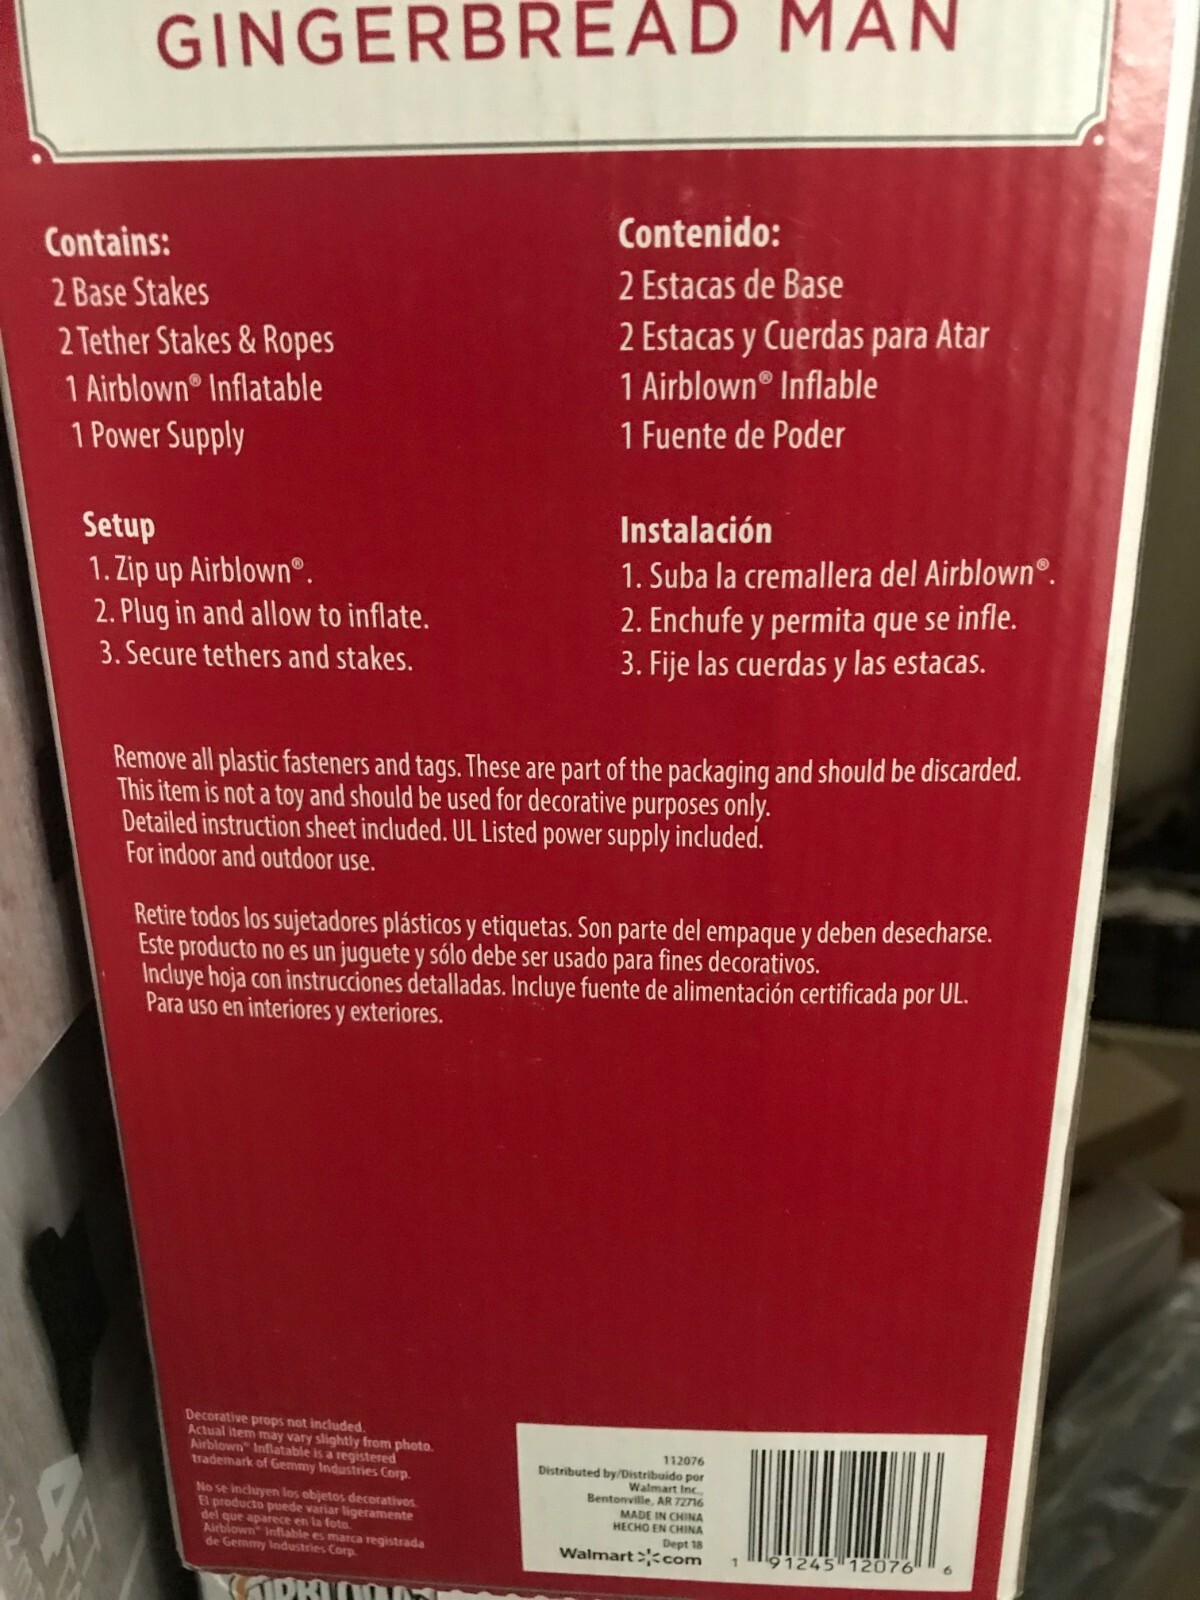 GINGERBREAD MAN
Contains:
2 Base Stakes
2 Tether Stakes & Ropes
1 Airblown® Inflatable
1 Power Supply
Contenido:
2 Estacas de Base
2 Estacas y Cuerdas para Atar
1 Airblown® Inflable
1 Fuente de Poder
Setup
1. Zip up Airblown®.
2. Plug in and allow to inflate.
3. Secure tethers and stakes.
Instalación
1. Suba la cremallera del Airblown®.
2. Enchufe y permita que se infle.
3. Fije las cuerdas y las estacas.
Remove all plastic fasteners and tags. These are part of the packaging and should be discarded.
This item is not a toy and should be used for decorative purposes only.
Detailed instruction sheet included. UL Listed power supply included.
For indoor and outdoor use.
Retire todos los sujetadores plásticos y etiquetas. Son parte del empaque y deben desecharse.
Este producto no es un juguete y sólo debe ser usado para fines decorativos.
Incluye hoja con instrucciones detalladas. Incluye fuente de alimentación certificada por UL.
Para uso en interiores y exteriores.
Decorative props not included.
Actual item may vary slightly from photo.
Airblown® Inflatable is a registered
trademark of Gemmy Industries Corp.
No se incluyen los objetos decorativos.
El producto puede variar ligeramente
del que aparece en la foto.
Airblown® Inflable es marca registrada
de Gemmy Industries Corp.
112076
Distributed by/Distribuido por
Walmart Inc.,
Bentonville, AR 72716
MADE IN CHINA
HECHO EN CHINA
Dept 18
Walmart com
1 91245 12076 6